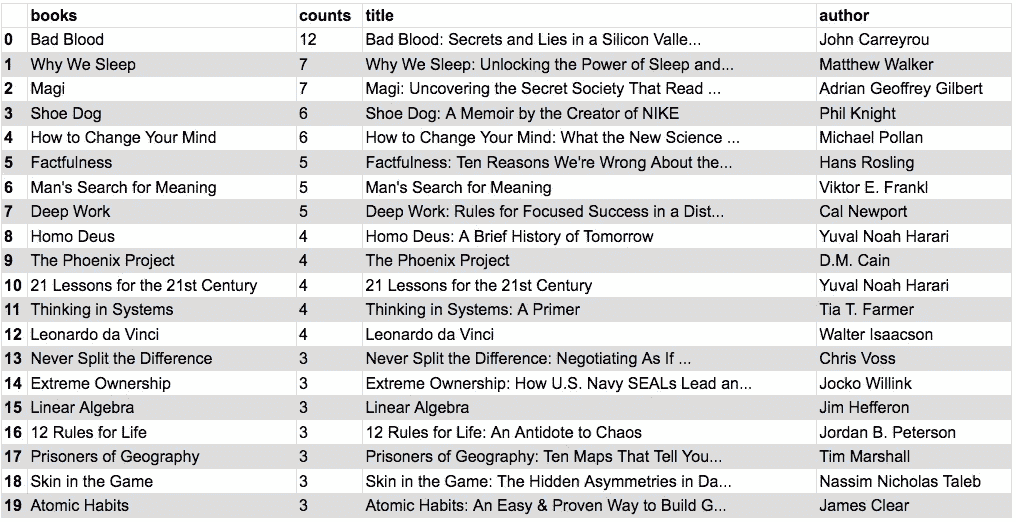 books counts title author
0 Bad Blood 12 Bad Blood: Secrets and Lies in a Silicon Valle... John Carreyrou
1 Why We Sleep 7 Why We Sleep: Unlocking the Power of Sleep and... Matthew Walker
2 Magi 7 Magi: Uncovering the Secret Society That Read ... Adrian Geoffrey Gilbert
3 Shoe Dog 6 Shoe Dog: A Memoir by the Creator of NIKE Phil Knight
4 How to Change Your Mind 6 How to Change Your Mind: What the New Science ... Michael Pollan
5 Factfulness 5 Factfulness: Ten Reasons We're Wrong About the... Hans Rosling
6 Man's Search for Meaning 5 Man's Search for Meaning Viktor E. Frankl
7 Deep Work 5 Deep Work: Rules for Focused Success in a Dist... Cal Newport
8 Homo Deus 4 Homo Deus: A Brief History of Tomorrow Yuval Noah Harari
9 The Phoenix Project 4 The Phoenix Project D.M. Cain
10 21 Lessons for the 21st Century 4 21 Lessons for the 21st Century Yuval Noah Harari
11 Thinking in Systems 4 Thinking in Systems: A Primer Tia T. Farmer
12 Leonardo da Vinci 4 Leonardo da Vinci Walter Isaacson
13 Never Split the Difference 3 Never Split the Difference: Negotiating As If ... Chris Voss
14 Extreme Ownership 3 Extreme Ownership: How U.S. Navy SEALs Lead an... Jocko Willink
15 Linear Algebra 3 Linear Algebra Jim Hefferon
16 12 Rules for Life 3 12 Rules for Life: An Antidote to Chaos Jordan B. Peterson
17 Prisoners of Geography 3 Prisoners of Geography: Ten Maps That Tell You... Tim Marshall
18 Skin in the Game 3 Skin in the Game: The Hidden Asymmetries in Da... Nassim Nicholas Taleb
19 Atomic Habits 3 Atomic Habits: An Easy & Proven Way to Build G... James Clear